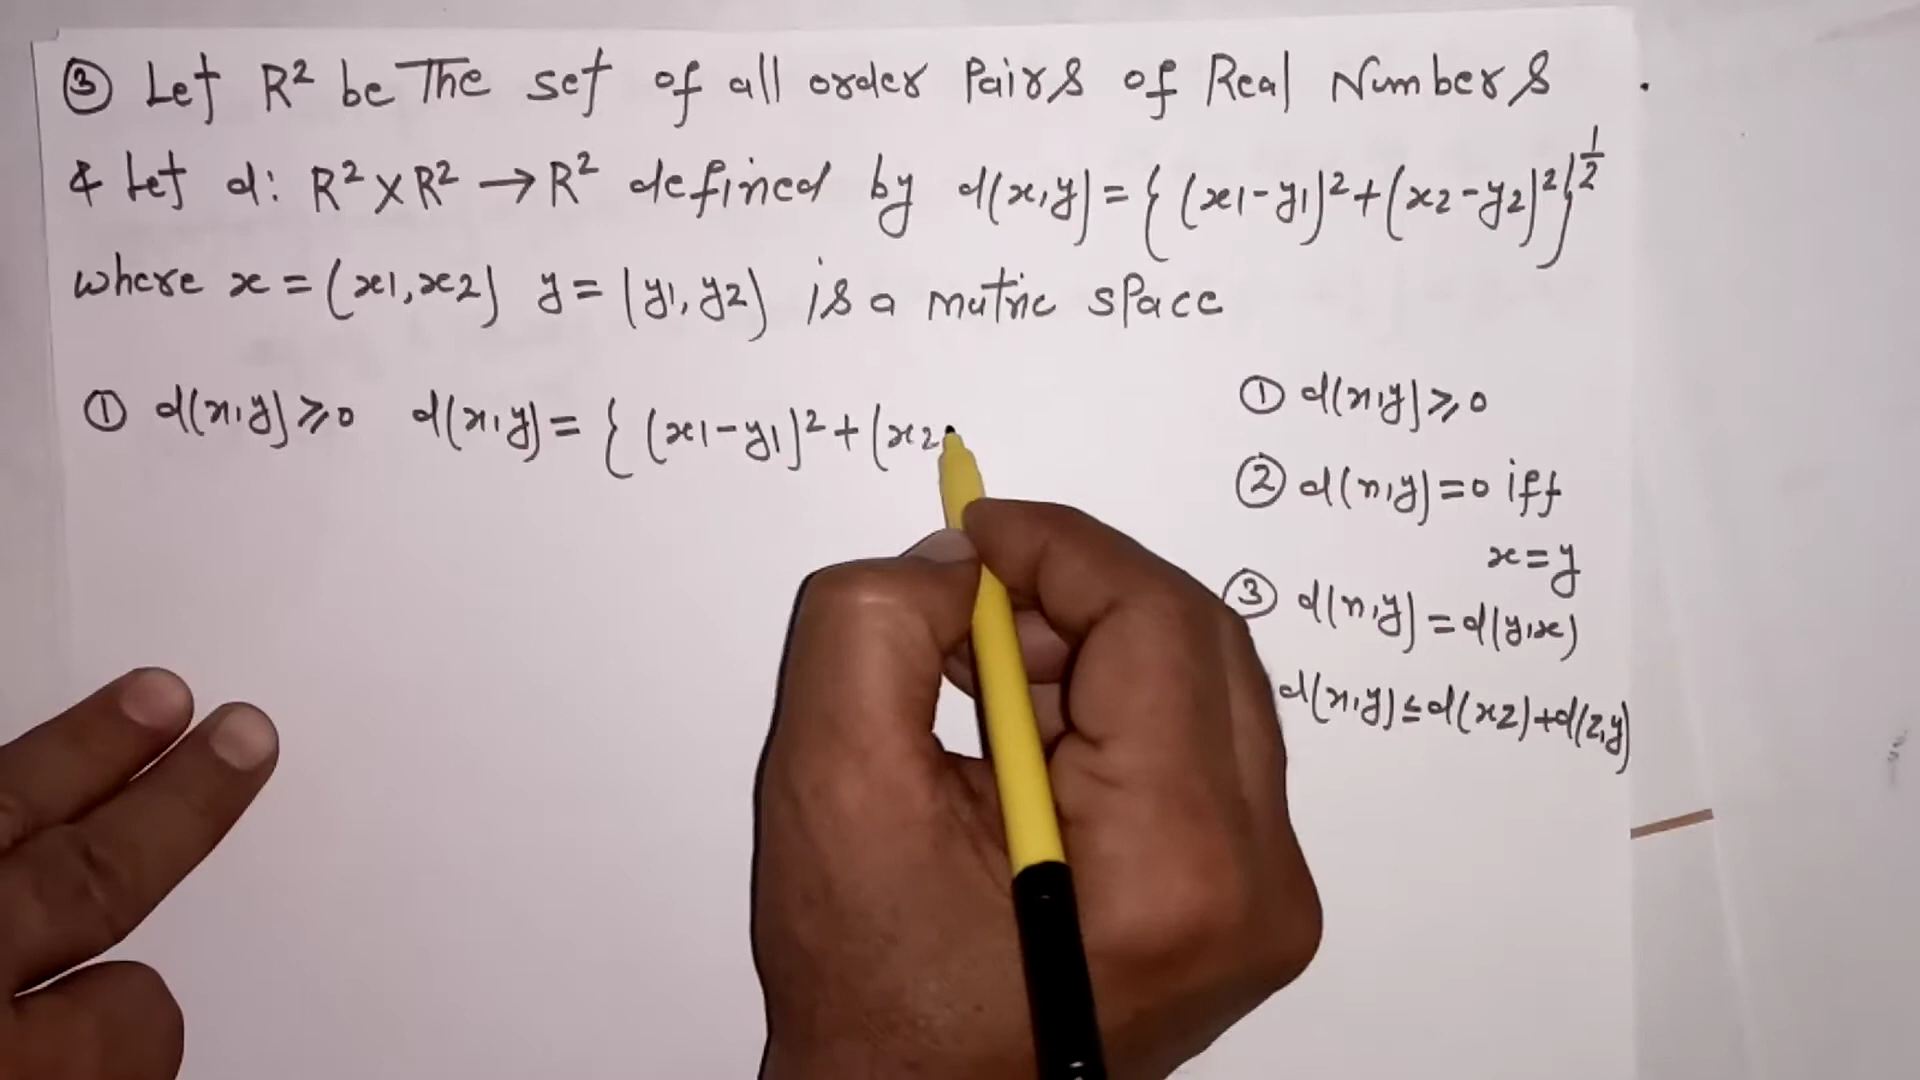 ③ Let R² be The set of all order Pairs of Real Numbers
& Let d: R² × R² → R² defined by d(x,y) = { (x1-y1)² + (x2-y2)² }^1/2
where x = (x1, x2) y = (y1, y2) is a metric space
① d(x,y) ⩾ 0 d(x,y) = { (x1-y1)² + (x2
① d(x,y) ⩾ 0
② d(x,y) = 0 iff
x = y
③ d(x,y) = d(y,x)
d(x,y) ≤ d(xz) + d(z,y)